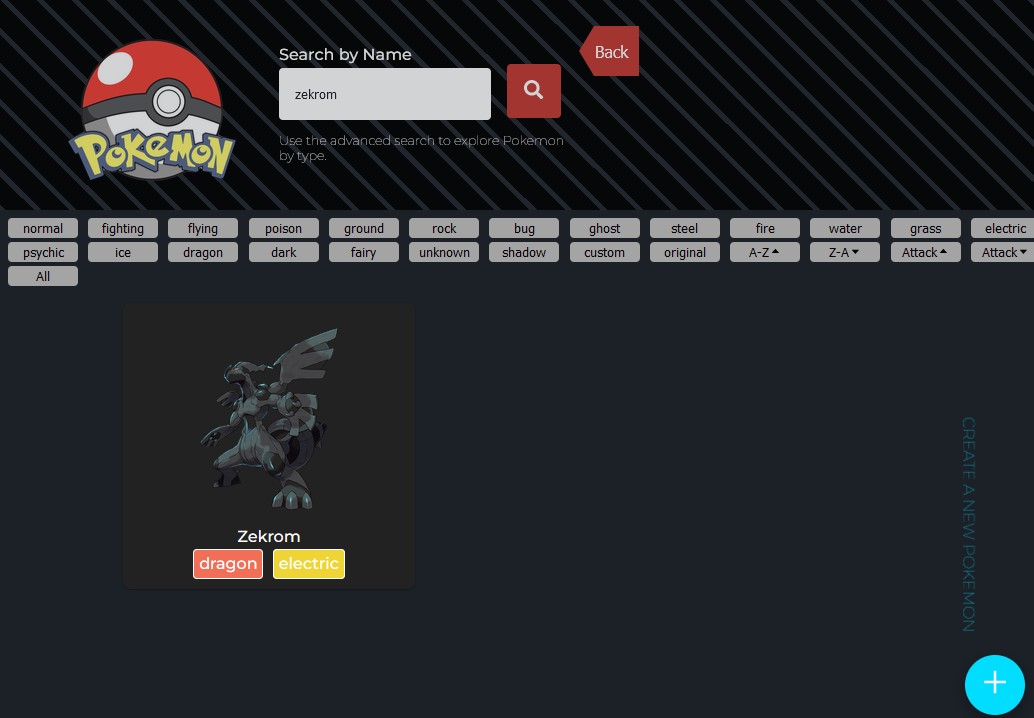 Search by Name
Back
zekrom
Use the advanced search to explore Pokemon
by type.
POKéMON
normal fighting flying poison ground rock bug ghost steel fire water grass electric
psychic ice dragon dark fairy unknown shadow custom original A-Z Z-A Attack Attack
All
CREATE A NEW POKEMON
Zekrom
dragon electric
+